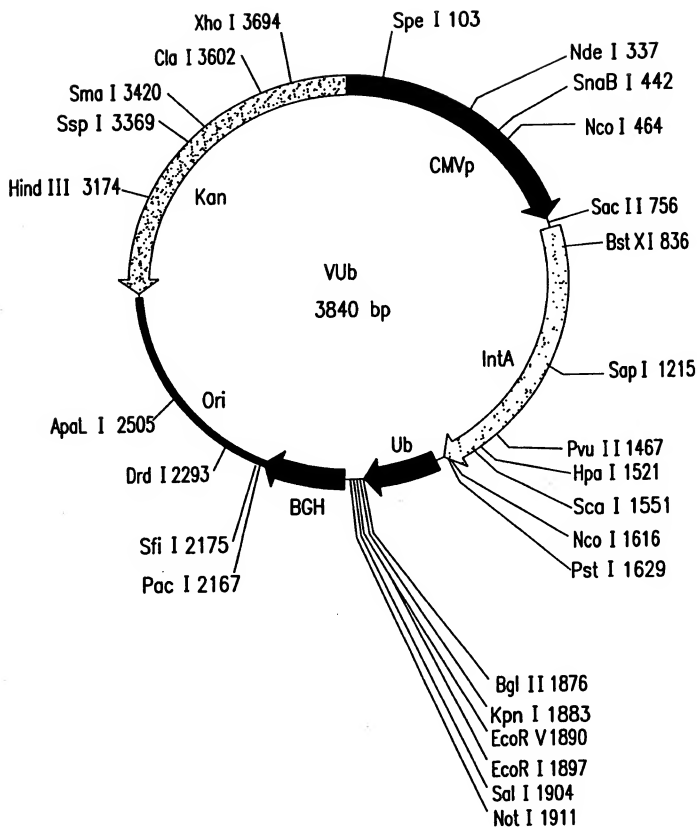 Xho I 3694
Spe I 103
Cla I 3602
Nde I 337
SnaB I 442
Sma I 3420
Ssp I 3369
Nco I 464
CMVp
Hind III 3174
Kan
Sac II 756
Bst XI 836
VUb
3840 bp
IntA
Sap I 1215
Ori
ApaL I 2505
Ub
Pvu II 1467
Drd I 2293
Hpa I 1521
BGH
Sca I 1551
Sfi I 2175
Nco I 1616
Pac I 2167
Pst I 1629
Bgl II 1876
Kpn I 1883
EcoR V 1890
EcoR I 1897
Sal I 1904
Not I 1911